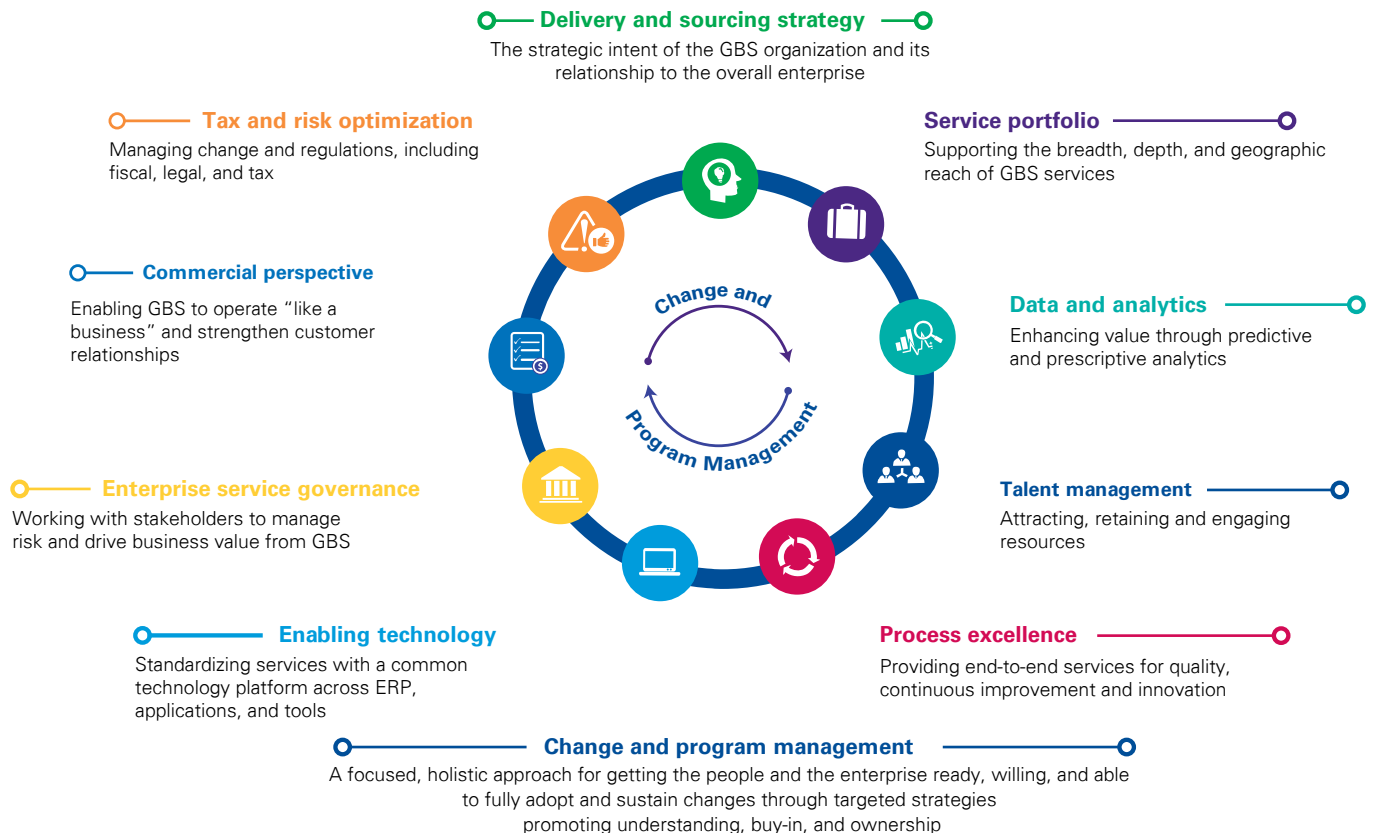 Delivery and sourcing strategy
The strategic intent of the GBS organization and its
relationship to the overall enterprise
Tax and risk optimization
Managing change and regulations, including
fiscal, legal, and tax
Service portfolio
Supporting the breadth, depth, and geographic
reach of GBS services
Commercial perspective
Enabling GBS to operate “like a
business” and strengthen customer
relationships
Change and
Program Management
$
Data and analytics
Enhancing value through predictive
and prescriptive analytics
Enterprise service governance
Working with stakeholders to manage
risk and drive business value from GBS
Talent management
Attracting, retaining and engaging
resources
Enabling technology
Standardizing services with a common
technology platform across ERP,
applications, and tools
Process excellence
Providing end-to-end services for quality,
continuous improvement and innovation
Change and program management
A focused, holistic approach for getting the people and the enterprise ready, willing, and able
to fully adopt and sustain changes through targeted strategies
promoting understanding, buy-in, and ownership